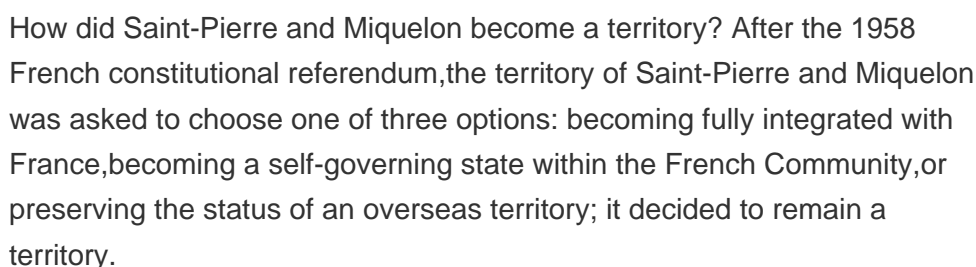 How did Saint-Pierre and Miquelon become a territory? After the 1958
French constitutional referendum,the territory of Saint-Pierre and Miquelon
was asked to choose one of three options: becoming fully integrated with
France,becoming a self-governing state within the French Community,or
preserving the status of an overseas territory; it decided to remain a
territory.